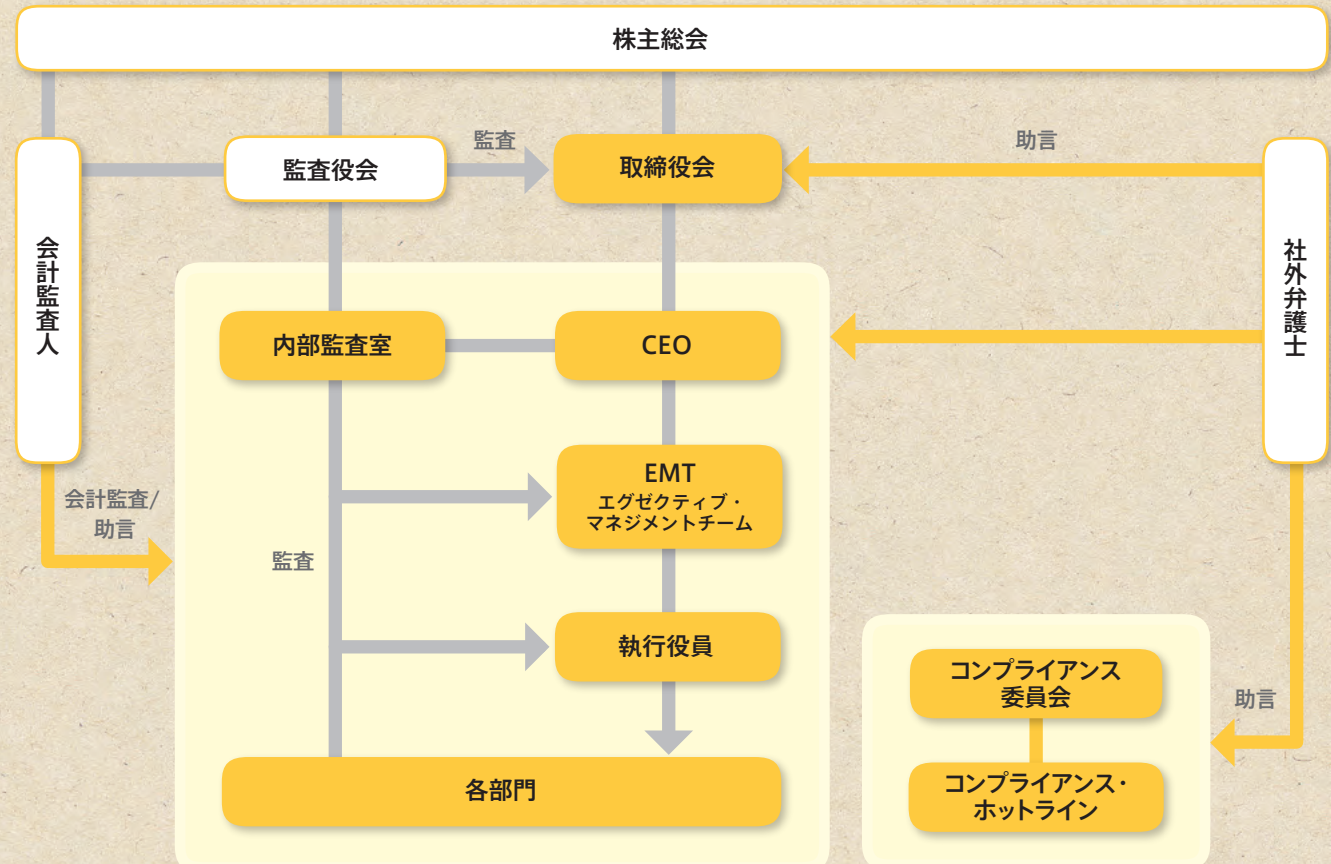 株主総会
監査
助言
監査役会
取締役会
会計監査人
社外弁護士
内部監査室
CEO
EMT
エグゼクティブ・
マネジメントチーム
会計監査/
助言
監査
執行役員
コンプライアンス
委員会
助言
各部門
コンプライアンス・
ホットライン